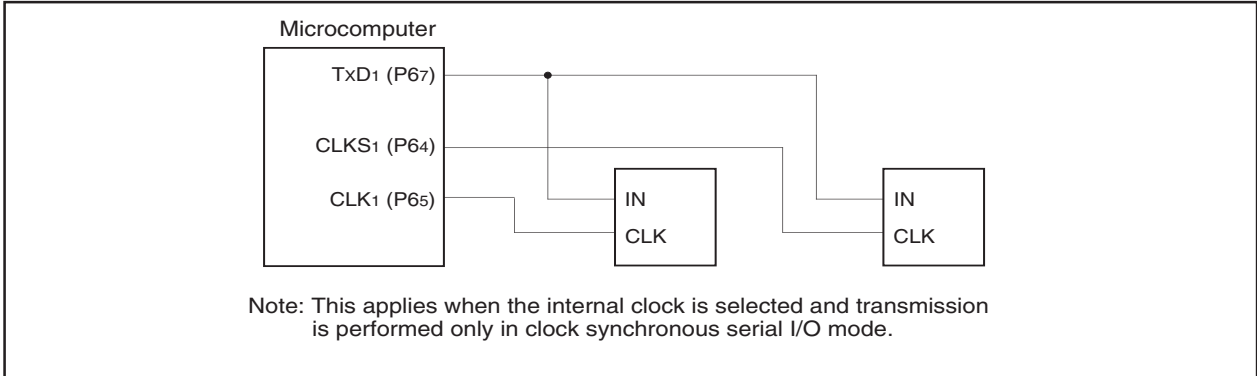 Microcomputer
TxD1 (P67)
CLKS1 (P64)
CLK1 (P65)
IN
CLK
IN
CLK
Note: This applies when the internal clock is selected and transmission
is performed only in clock synchronous serial I/O mode.